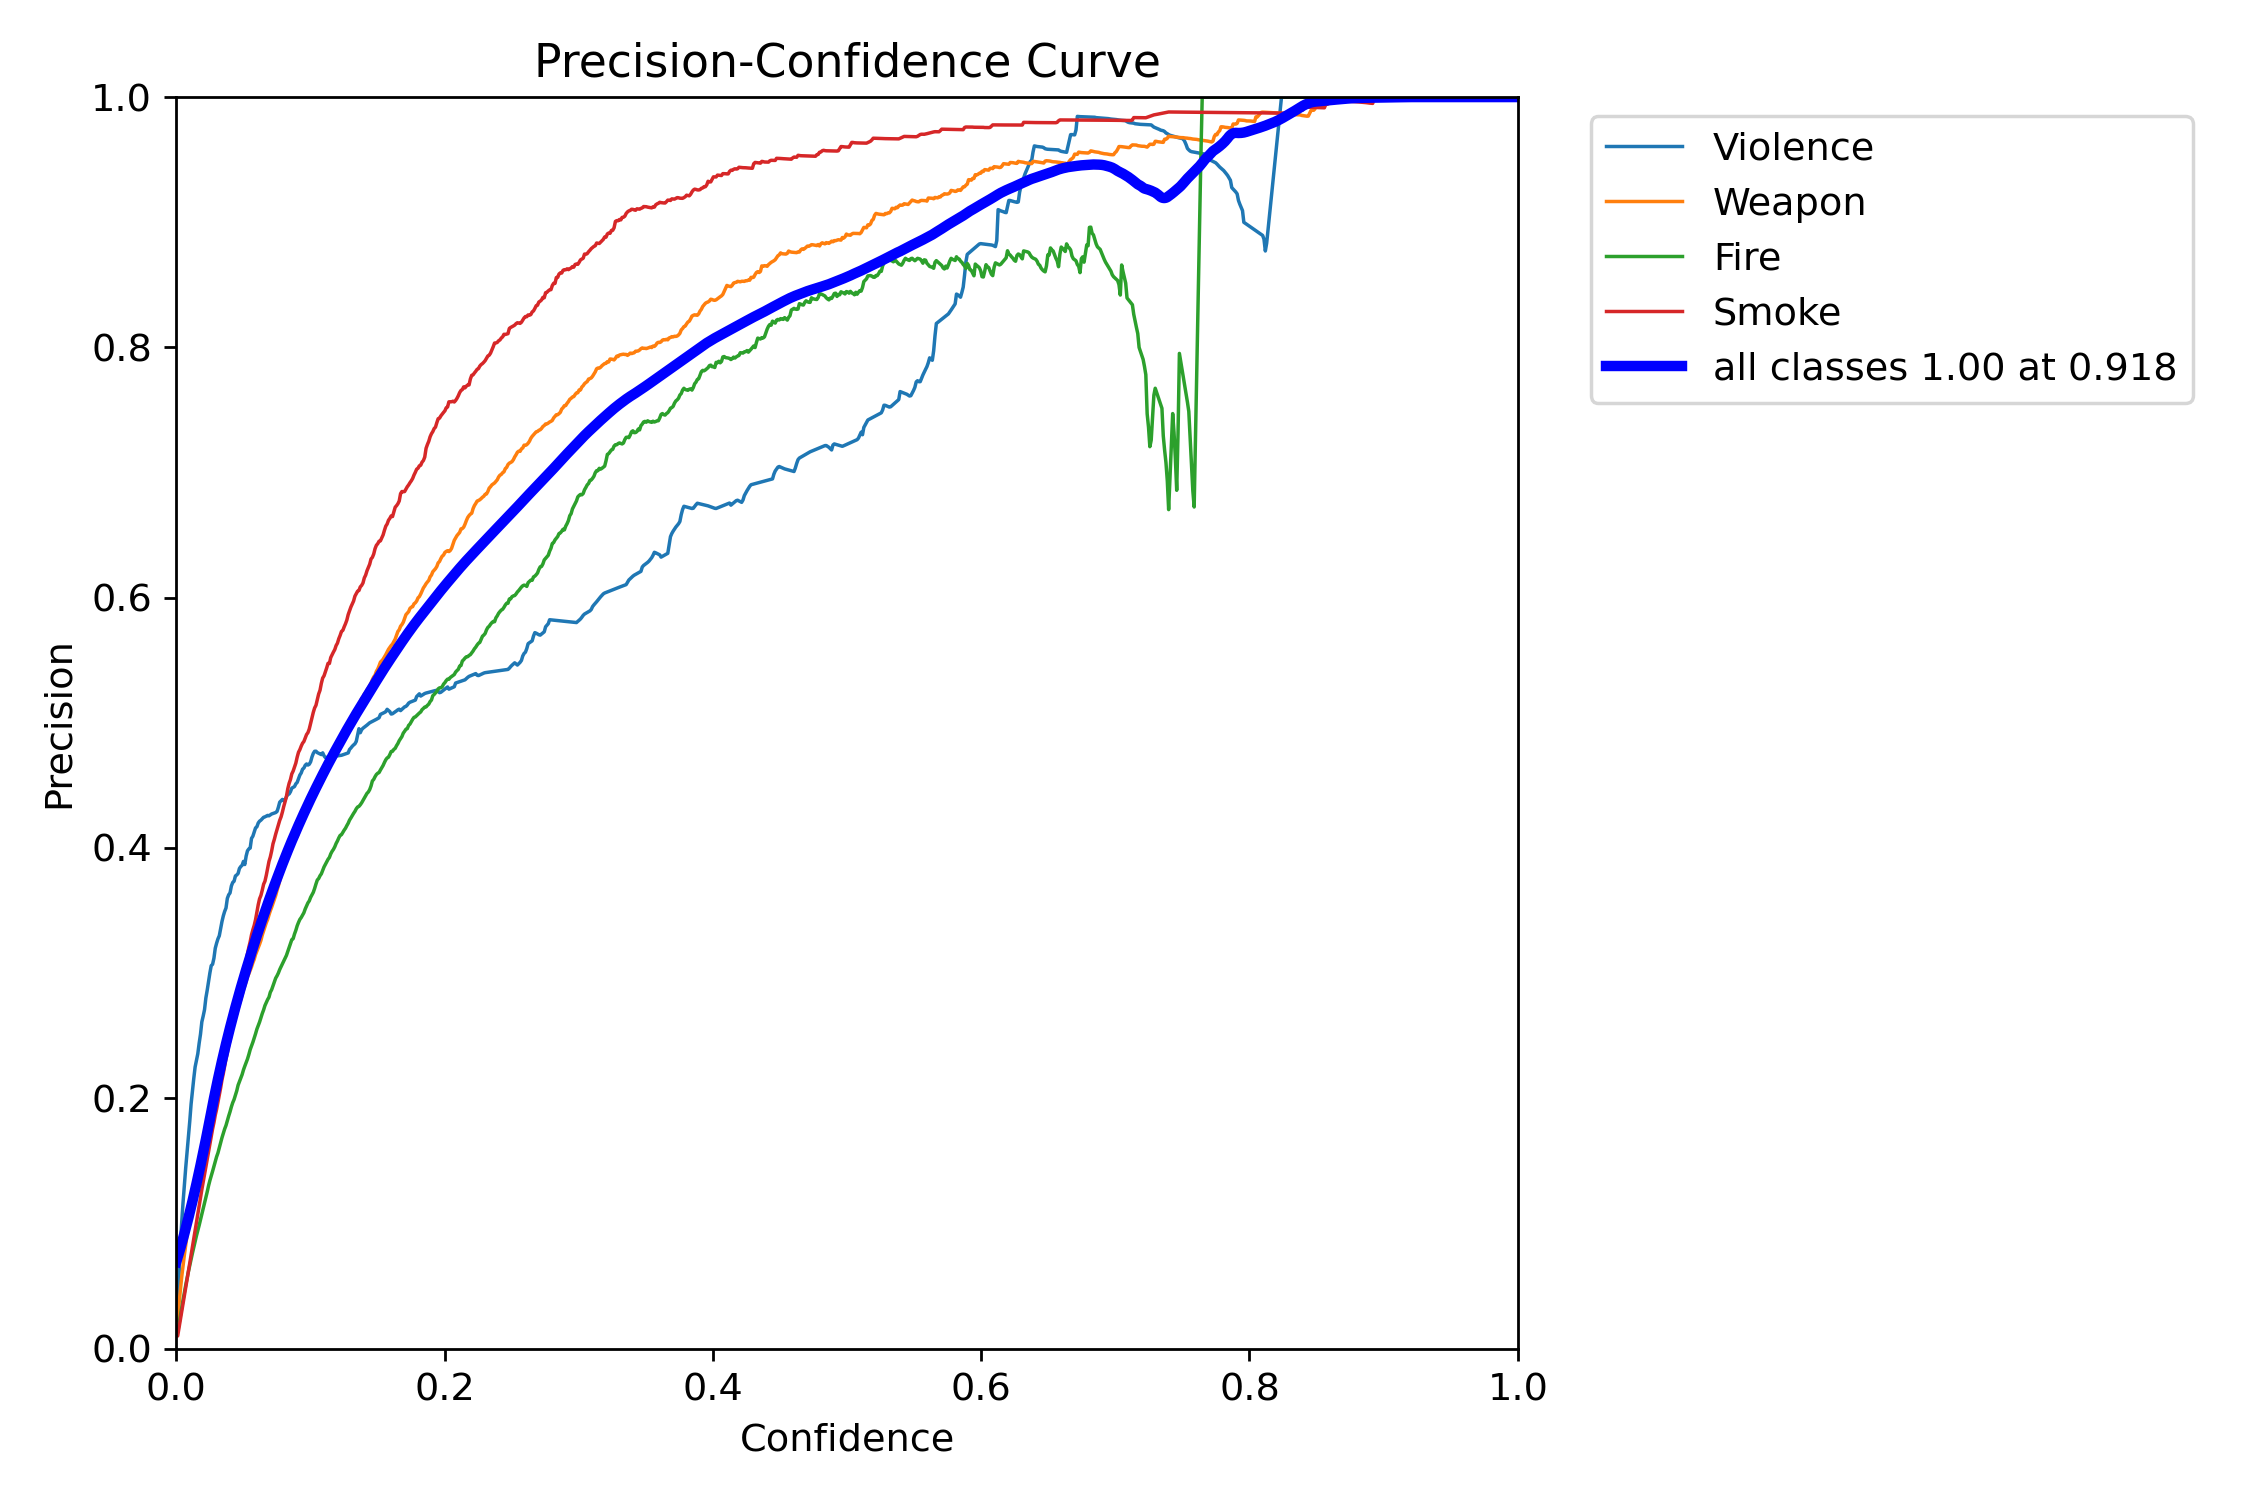 Precision-Confidence Curve
1.0
0.8
0.6
0.4
0.2
0.0
Precision
0.0 0.2 0.4 0.6 0.8 1.0
Confidence
Violence
Weapon
Fire
Smoke
all classes 1.00 at 0.918